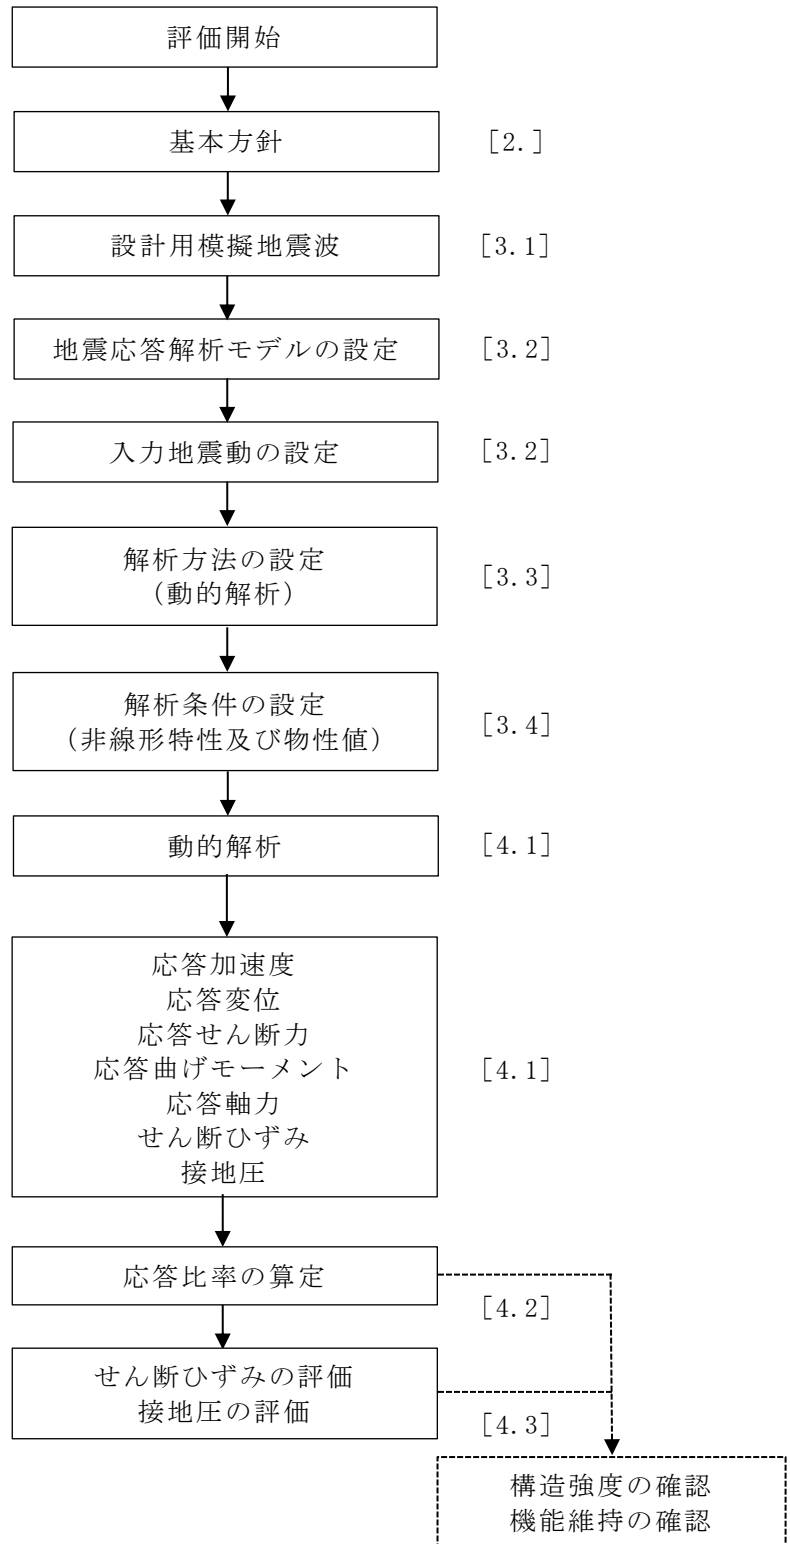 評価開始
基本方針
[2.]
設計用模擬地震波
[3.1]
地震応答解析モデルの設定
[3.2]
入力地震動の設定
[3.2]
解析方法の設定
(動的解析)
[3.3]
解析条件の設定
(非線形特性及び物性値)
[3.4]
動的解析
[4.1]
応答加速度
応答変位
応答せん断力
応答曲げモーメント
応答軸力
せん断ひずみ
接地圧
[4.1]
応答比率の算定
[4.2]
せん断ひずみの評価
接地圧の評価
[4.3]
構造強度の確認
機能維持の確認